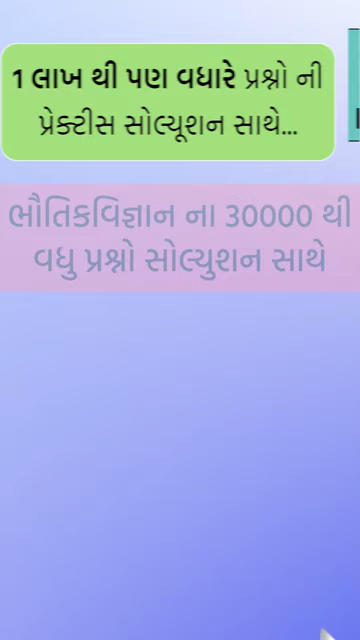 1 લાખ થી પણ વધારે પ્રશ્નો ની
પ્રેક્ટીસ સોલ્યૂશન સાથે...
ભૌતિકવિજ્ઞાન ના 30000 થી
વધુ પ્રશ્નો સોલ્યુશન સાથે